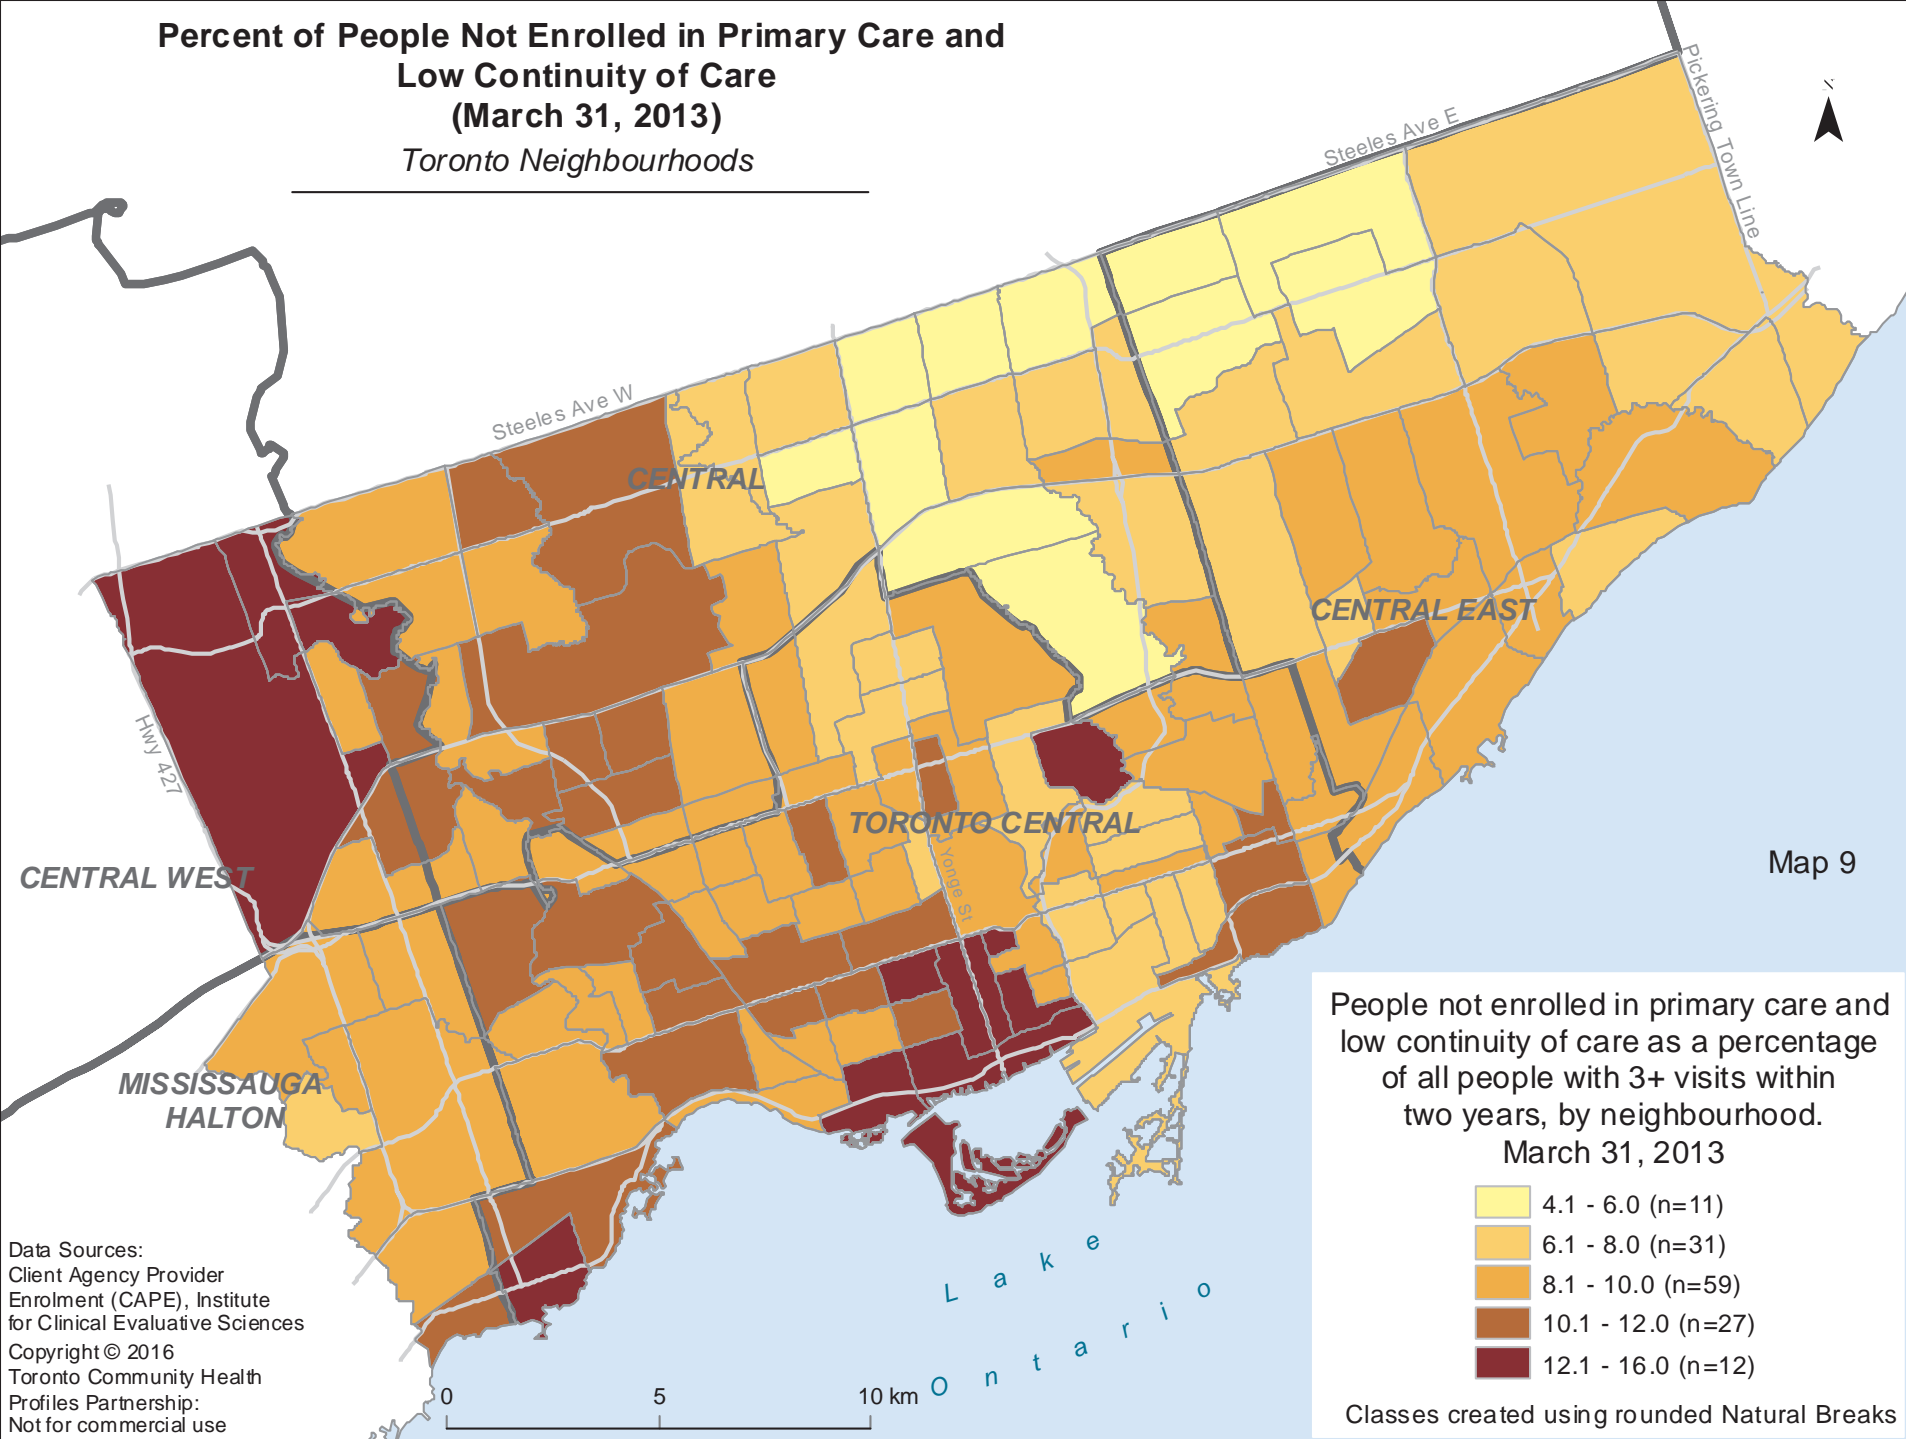 Percent of People Not Enrolled in Primary Care and
Low Continuity of Care
(March 31, 2013)
Toronto Neighbourhoods
Pickering Town Line
N
Steeles Ave E
Steeles Ave W
CENTRAL
CENTRAL EAST
Hwy 427
TORONTO CENTRAL
Yonge St
CENTRAL WEST
Map 9
MISSISSAUGA
HALTON
People not enrolled in primary care and
low continuity of care as a percentage
of all people with 3+ visits within
two years, by neighbourhood.
March 31, 2013
4.1 - 6.0 (n=11)
6.1 - 8.0 (n=31)
8.1 - 10.0 (n=59)
10.1 - 12.0 (n=27)
12.1 - 16.0 (n=12)
Classes created using rounded Natural Breaks
Lake
Ontario
Data Sources:
Client Agency Provider
Enrolment (CAPE), Institute
for Clinical Evaluative Sciences
Copyright © 2016
Toronto Community Health
Profiles Partnership:
Not for commercial use
0 5 10 km